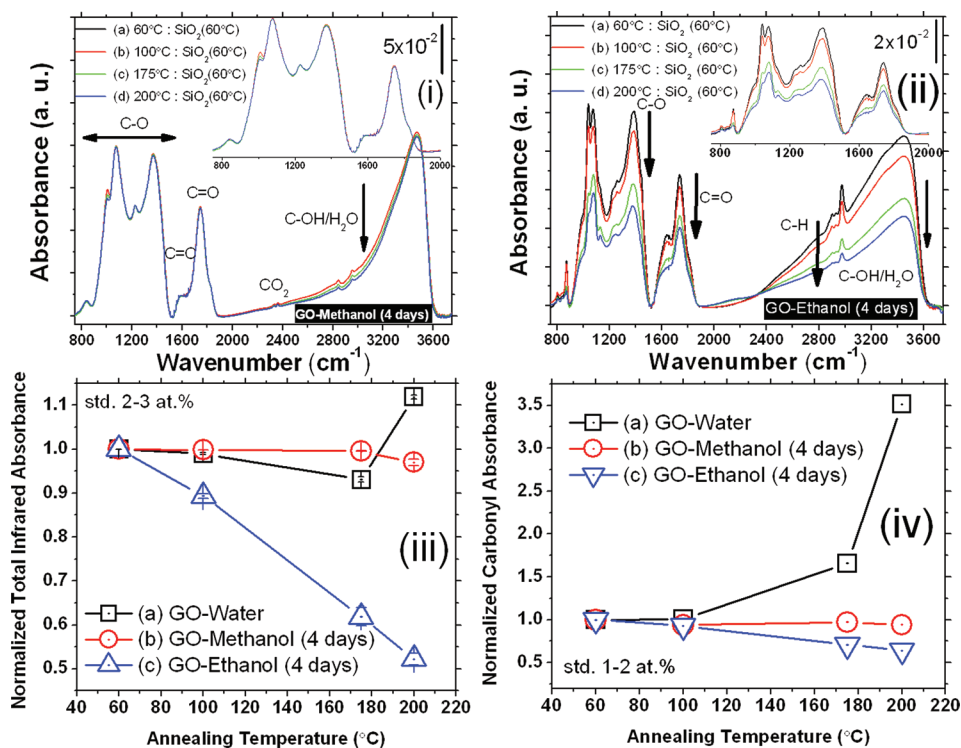 (a) 60°C : SiO2(60°C)
(b) 100°C : SiO2(60°C)
(c) 175°C : SiO2(60°C)
(d) 200°C : SiO2(60°C)
5x10-2
(i)
C-O
C=O
C=O
C-OH/H2O
CO2
GO-Methanol (4 days)
800 1200 1600 2000
800 1200 1600 2000 2400 2800 3200 3600
Absorbance (a. u.)
Wavenumber (cm-1)
(a) 60°C : SiO2(60°C)
(b) 100°C : SiO2(60°C)
(c) 175°C : SiO2(60°C)
(d) 200°C : SiO2(60°C)
2x10-2
(ii)
C-O
C=O
C-H
C-OH/H2O
GO-Ethanol (4 days)
800 1200 1600 2000
800 1200 1600 2000 2400 2800 3200 3600
Absorbance (a. u.)
Wavenumber (cm-1)
std. 2-3 at.%
1.1
1.0
0.9
0.8
0.7
0.6
0.5
(iii)
(a) GO-Water
(b) GO-Methanol (4 days)
(c) GO-Ethanol (4 days)
40 60 80 100 120 140 160 180 200 220
Normalized Total Infrared Absorbance
Annealing Temperature (°C)
3.5
3.0
2.5
2.0
1.5
1.0
0.5
(a) GO-Water
(b) GO-Methanol (4 days)
(c) GO-Ethanol (4 days)
(iv)
std. 1-2 at.%
40 60 80 100 120 140 160 180 200 220
Normalized Carbonyl Absorbance
Annealing Temperature (°C)